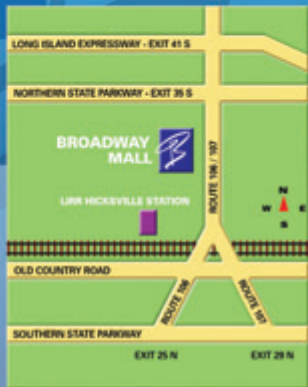 LONG ISLAND EXPRESSWAY - EXIT 41 S
NORTHERN STATE PARKWAY - EXIT 35 S
BROADWAY
MALL
ROUTE 106 / 107
LIRR HICKSVILLE STATION
N
W E
S
OLD COUNTRY ROAD
ROUTE 106
ROUTE 107
SOUTHERN STATE PARKWAY
EXIT 25 N
EXIT 29 N